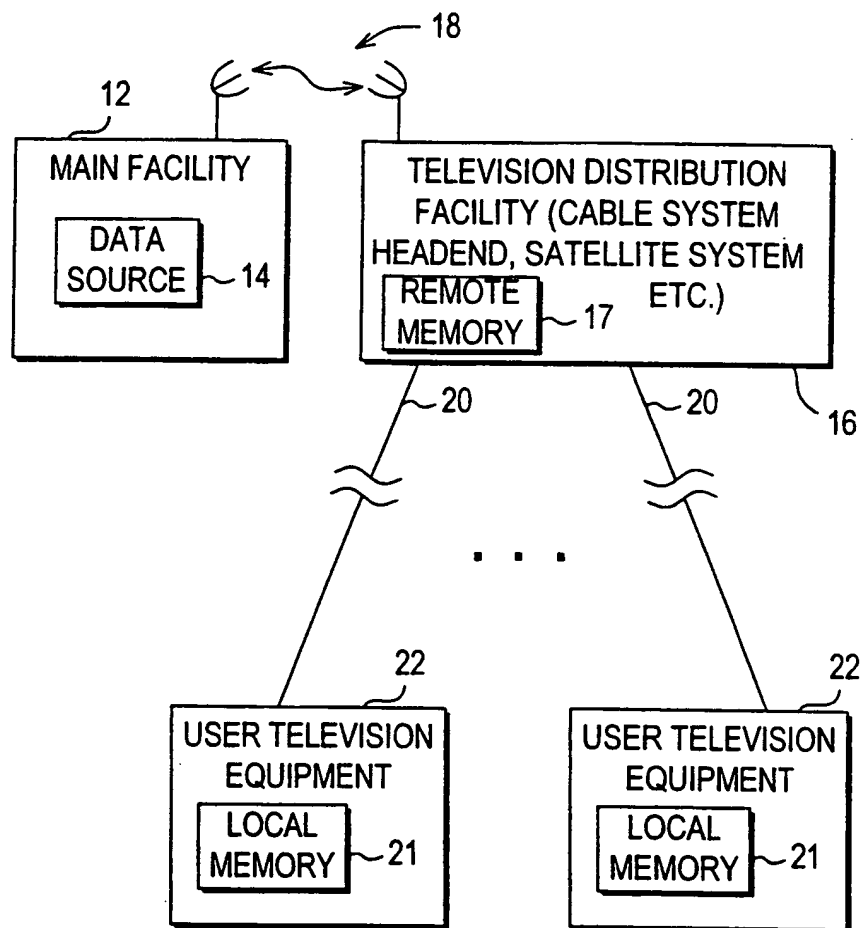 18
12
MAIN FACILITY
DATA
SOURCE
14
TELEVISION DISTRIBUTION
FACILITY (CABLE SYSTEM
HEADEND, SATELLITE SYSTEM
ETC.)
REMOTE
MEMORY
17
16
20
20
22
USER TELEVISION
EQUIPMENT
LOCAL
MEMORY
21
22
USER TELEVISION
EQUIPMENT
LOCAL
MEMORY
21